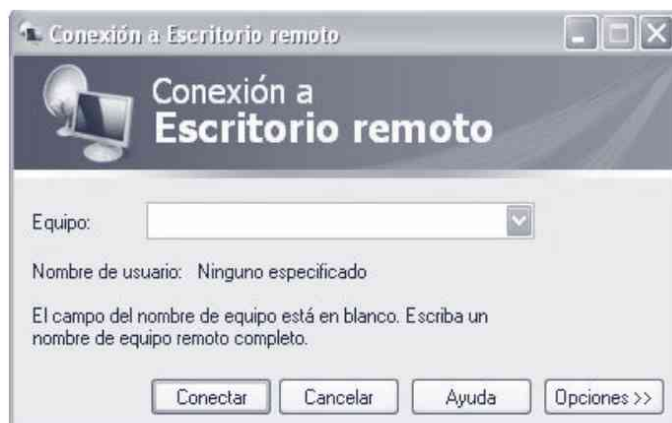 Conexión a Escritorio remoto
Conexión a
Escritorio remoto
Equipo:
Nombre de usuario: Ninguno especificado
El campo del nombre de equipo está en blanco. Escriba un
nombre de equipo remoto completo.
Conectar Cancelar Ayuda Opciones >>